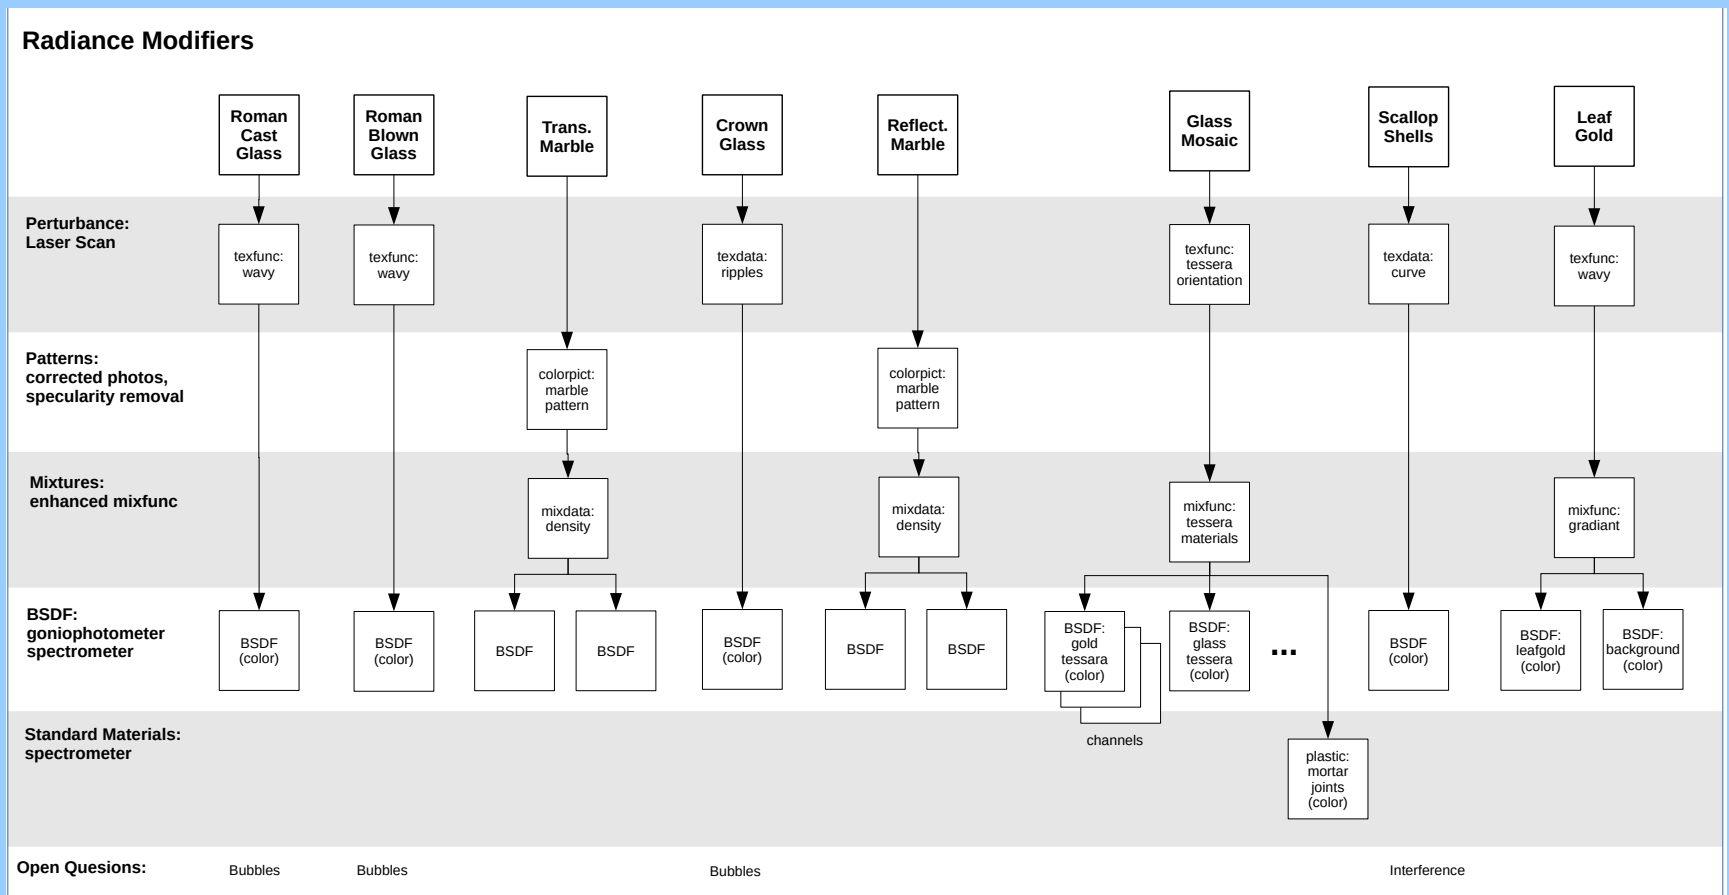 Radiance Modifiers
Roman
Cast
Glass
Roman
Blown
Glass
Trans.
Marble
Crown
Glass
Reflect.
Marble
Glass
Mosaic
Scallop
Shells
Leaf
Gold
Perturbance:
Laser Scan
texfunc:
wavy
texfunc:
wavy
texdata:
ripples
texfunc:
tessera
orientation
texdata:
curve
texfunc:
wavy
Patterns:
corrected photos,
specularity removal
colorpict:
marble
pattern
colorpict:
marble
pattern
Mixtures:
enhanced mixfunc
mixdata:
density
mixdata:
density
mixfunc:
tessera
materials
mixfunc:
gradiant
BSDF:
goniophotometer
spectrometer
BSDF
(color)
BSDF
(color)
BSDF
BSDF
BSDF
(color)
BSDF
BSDF
BSDF:
gold
tessara
(color)
BSDF:
glass
tessera
(color)
...
BSDF
(color)
BSDF:
leafgold
(color)
BSDF:
background
(color)
channels
Standard Materials:
spectrometer
plastic:
mortar
joints
(color)
Open Quesions:
Bubbles
Bubbles
Bubbles
Interference